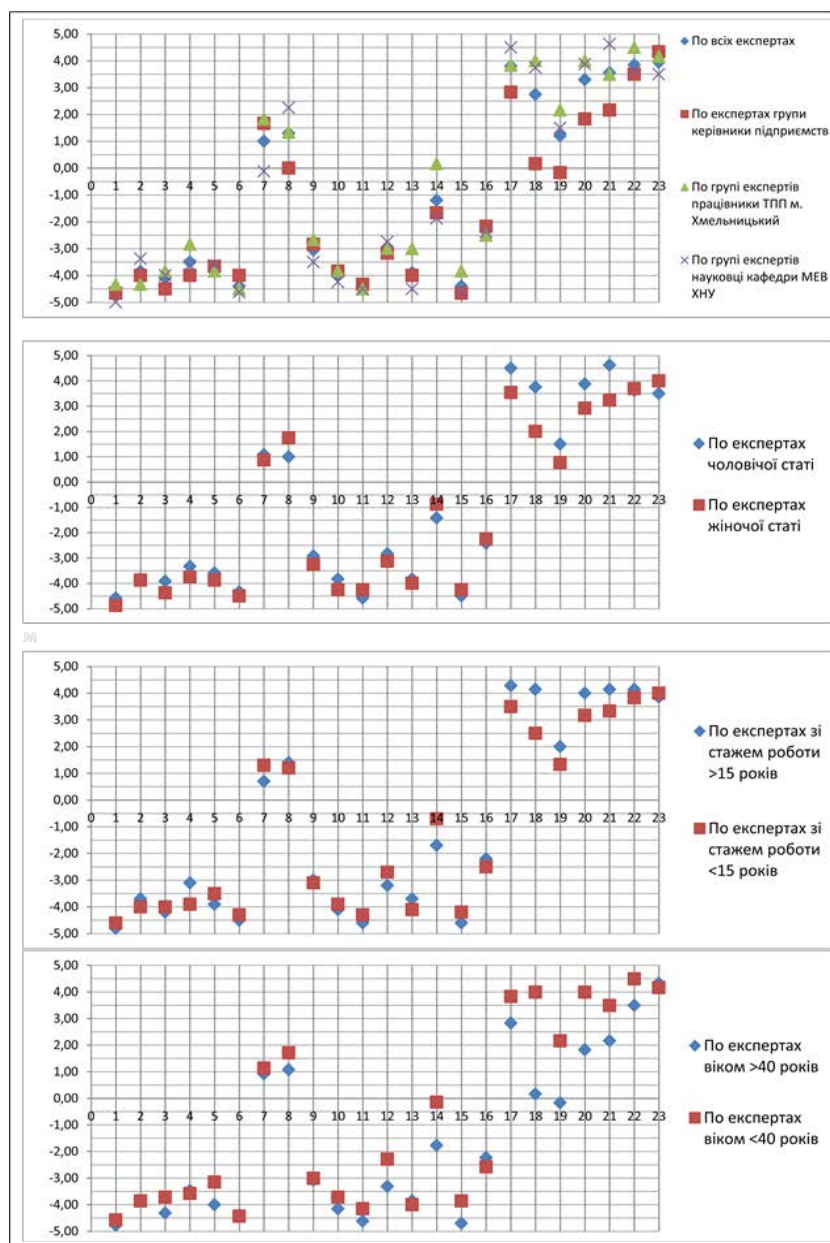 5,00
4,00
3,00
2,00
1,00
0,00
-1,00
-2,00
-3,00
-4,00
-5,00
0 1 2 3 4 5 6 7 8 9 10 11 12 13 14 15 16 17 18 19 20 21 22 23
По всіх експертах
По експертах групи
керівники підприємств
По групі експертів
працівники ТПП м.
Хмельницький
По групі експертів
науковці кафедри МЕВ
ХНУ
5,00
4,00
3,00
2,00
1,00
0,00
-1,00
-2,00
-3,00
-4,00
-5,00
0 1 2 3 4 5 6 7 8 9 10 11 12 13 14 15 16 17 18 19 20 21 22 23
По експертах
чоловічої статі
По експертах
жіночої статі
м
5,00
4,00
3,00
2,00
1,00
0,00
-1,00
-2,00
-3,00
-4,00
-5,00
0 1 2 3 4 5 6 7 8 9 10 11 12 13 14 15 16 17 18 19 20 21 22 23
По експертах зі
стажем роботи
>15 років
По експертах зі
стажем роботи
<15 років
5,00
4,00
3,00
2,00
1,00
0,00
-1,00
-2,00
-3,00
-4,00
-5,00
0 1 2 3 4 5 6 7 8 9 10 11 12 13 14 15 16 17 18 19 20 21 22 23
По експертах
віком >40 років
По експертах
віком <40 років